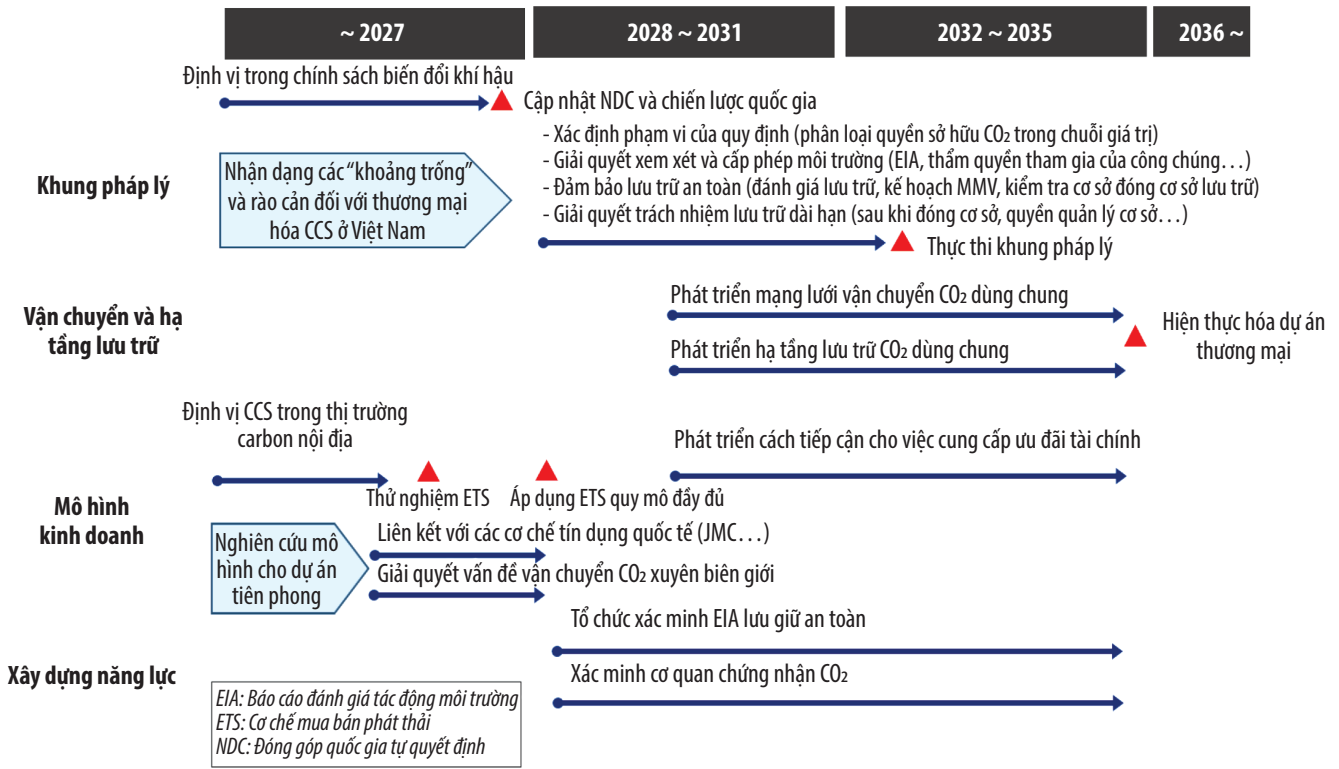 ~ 2027
2028 ~ 2031
2032 ~ 2035
2036 ~
Định vị trong chính sách biến đổi khí hậu
Cập nhật NDC và chiến lược quốc gia
Khung pháp lý
Nhận dạng các “khoảng trống”
và rào cản đối với thương mại
hóa CCS ở Việt Nam
- Xác định phạm vi của quy định (phân loại quyền sở hữu CO₂ trong chuỗi giá trị)
- Giải quyết xem xét và cấp phép môi trường (EIA, thẩm quyền tham gia của công chúng…)
- Đảm bảo lưu trữ an toàn (đánh giá lưu trữ, kế hoạch MMV, kiểm tra cơ sở đóng cơ sở lưu trữ)
- Giải quyết trách nhiệm lưu trữ dài hạn (sau khi đóng cơ sở, quyền quản lý cơ sở…)
Thực thi khung pháp lý
Vận chuyển và hạ
tầng lưu trữ
Phát triển mạng lưới vận chuyển CO₂ dùng chung
Phát triển hạ tầng lưu trữ CO₂ dùng chung
Hiện thực hóa dự án
thương mại
Mô hình
kinh doanh
Định vị CCS trong thị trường
carbon nội địa
Thử nghiệm ETS
Áp dụng ETS quy mô đầy đủ
Phát triển cách tiếp cận cho việc cung cấp ưu đãi tài chính
Nghiên cứu mô
hình cho dự án
tiên phong
Liên kết với các cơ chế tín dụng quốc tế (JMC…)
Giải quyết vấn đề vận chuyển CO₂ xuyên biên giới
Xây dựng năng lực
Tổ chức xác minh EIA lưu giữ an toàn
Xác minh cơ quan chứng nhận CO₂
EIA: Báo cáo đánh giá tác động môi trường
ETS: Cơ chế mua bán phát thải
NDC: Đóng góp quốc gia tự quyết định